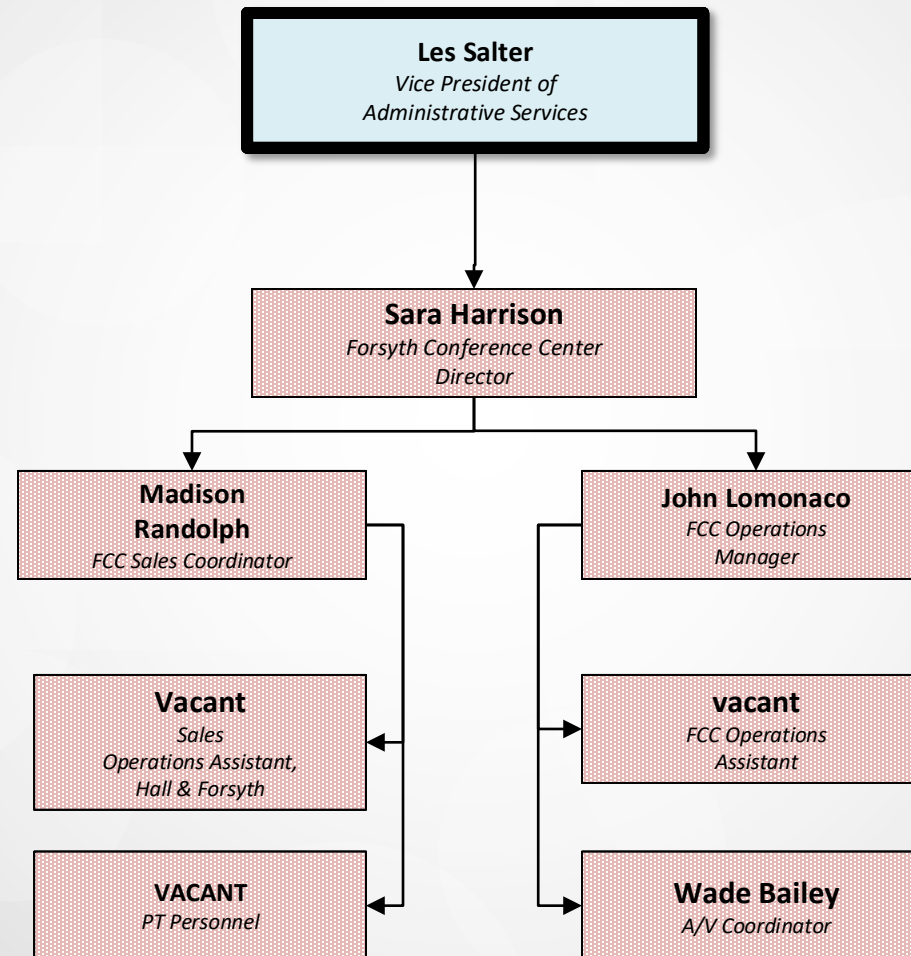 Les Salter
Vice President of
Administrative Services
Sara Harrison
Forsyth Conference Center
Director
Madison
Randolph
FCC Sales Coordinator
John Lomonaco
FCC Operations
Manager
Vacant
Sales
Operations Assistant,
Hall & Forsyth
vacant
FCC Operations
Assistant
VACANT
PT Personnel
Wade Bailey
A/V Coordinator